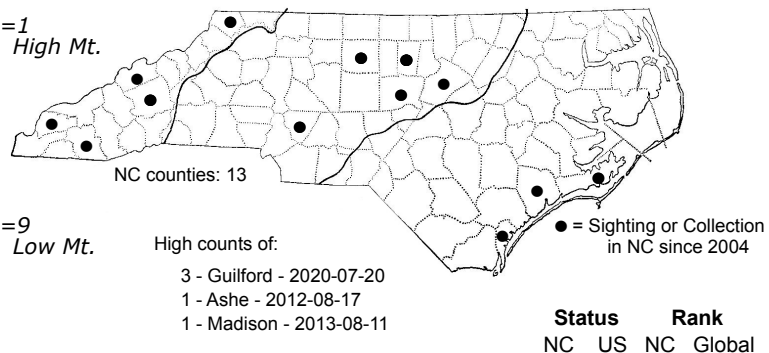 =1
High Mt.
NC counties: 13
=9
Low Mt.
High counts of:
3 - Guilford - 2020-07-20
1 - Ashe - 2012-08-17
1 - Madison - 2013-08-11
● = Sighting or Collection
in NC since 2004
Status Rank
NC US NC Global